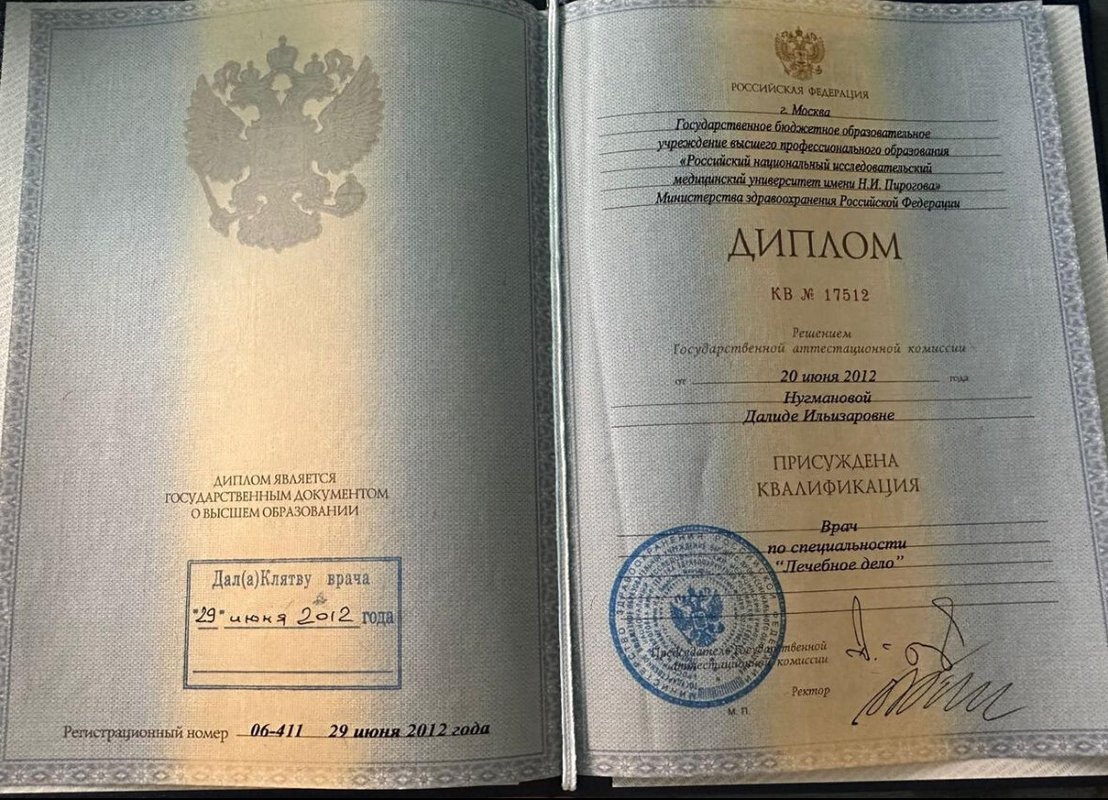 ДИПЛОМ ЯВЛЯЕТСЯ
ГОСУДАРСТВЕННЫМ ДОКУМЕНТОМ
О ВЫСШЕМ ОБРАЗОВАНИИ
Дал(а)Клятву врача
"29" июня 2012 года
Регистрационный номер 06-411 29 июня 2012 года
РОССИЙСКАЯ ФЕДЕРАЦИЯ
г. Москва
Государственное бюджетное образовательное
учреждение высшего профессионального образования
«Российский национальный исследовательский
медицинский университет имени Н.И. Пирогова»
Министерства здравоохранения Российской Федерации
ДИПЛОМ
КВ № 17512
Решением
Государственной аттестационной комиссии
от 20 июня 2012 года
Нугмановой
Далиде Ильизаровне
ПРИСУЖДЕНА
КВАЛИФИКАЦИЯ
Врач
по специальности
"Лечебное дело"
Председатель Государственной
аттестационной комиссии
Ректор
М. П.